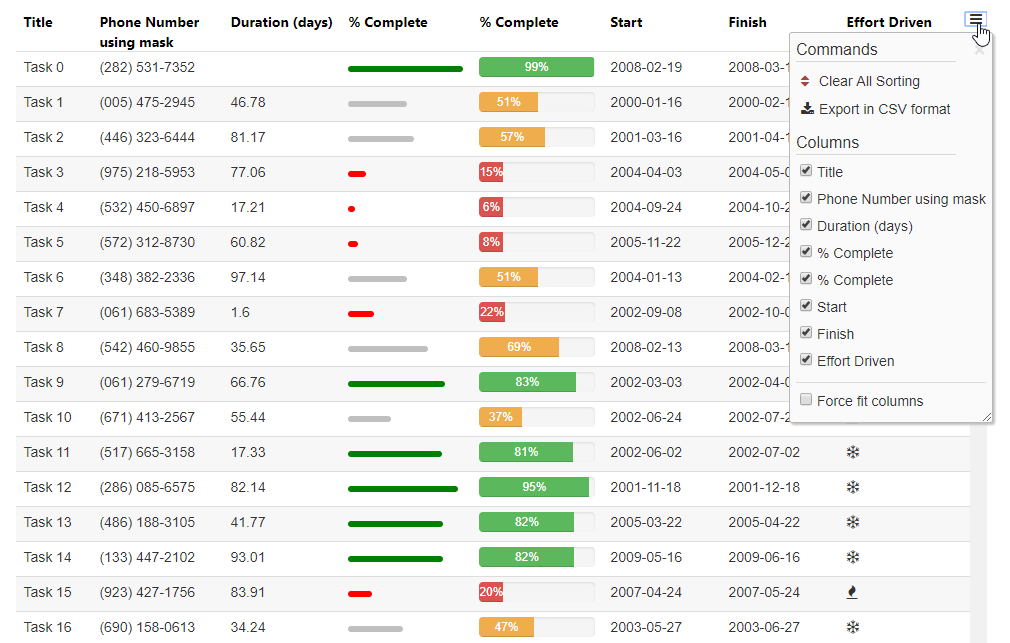 Title Phone Number using mask Duration (days) % Complete % Complete Start Finish Effort Driven
Task 0 (282) 531-7352 99% 2008-02-19 2008-03-1
Task 1 (005) 475-2945 46.78 51% 2000-01-16 2000-02-1
Task 2 (446) 323-6444 81.17 57% 2001-03-16 2001-04-1
Task 3 (975) 218-5953 77.06 15% 2004-04-03 2004-05-0
Task 4 (532) 450-6897 17.21 6% 2004-09-24 2004-10-2
Task 5 (572) 312-8730 60.82 8% 2005-11-22 2005-12-2
Task 6 (348) 382-2336 97.14 51% 2004-01-13 2004-02-1
Task 7 (061) 683-5389 1.6 22% 2002-09-08 2002-10-0
Task 8 (542) 460-9855 35.65 69% 2008-02-13 2008-03-1
Task 9 (061) 279-6719 66.76 83% 2002-03-03 2002-04-0
Task 10 (671) 413-2567 55.44 37% 2002-06-24 2002-07-2
Task 11 (517) 665-3158 17.33 81% 2002-06-02 2002-07-02
Task 12 (286) 085-6575 82.14 95% 2001-11-18 2001-12-18
Task 13 (486) 188-3105 41.77 82% 2005-03-22 2005-04-22
Task 14 (133) 447-2102 93.01 82% 2009-05-16 2009-06-16
Task 15 (923) 427-1756 83.91 20% 2007-04-24 2007-05-24
Task 16 (690) 158-0613 34.24 47% 2003-05-27 2003-06-27
Commands
Clear All Sorting
Export in CSV format
Columns
Title
Phone Number using mask
Duration (days)
% Complete
% Complete
Start
Finish
Effort Driven
Force fit columns